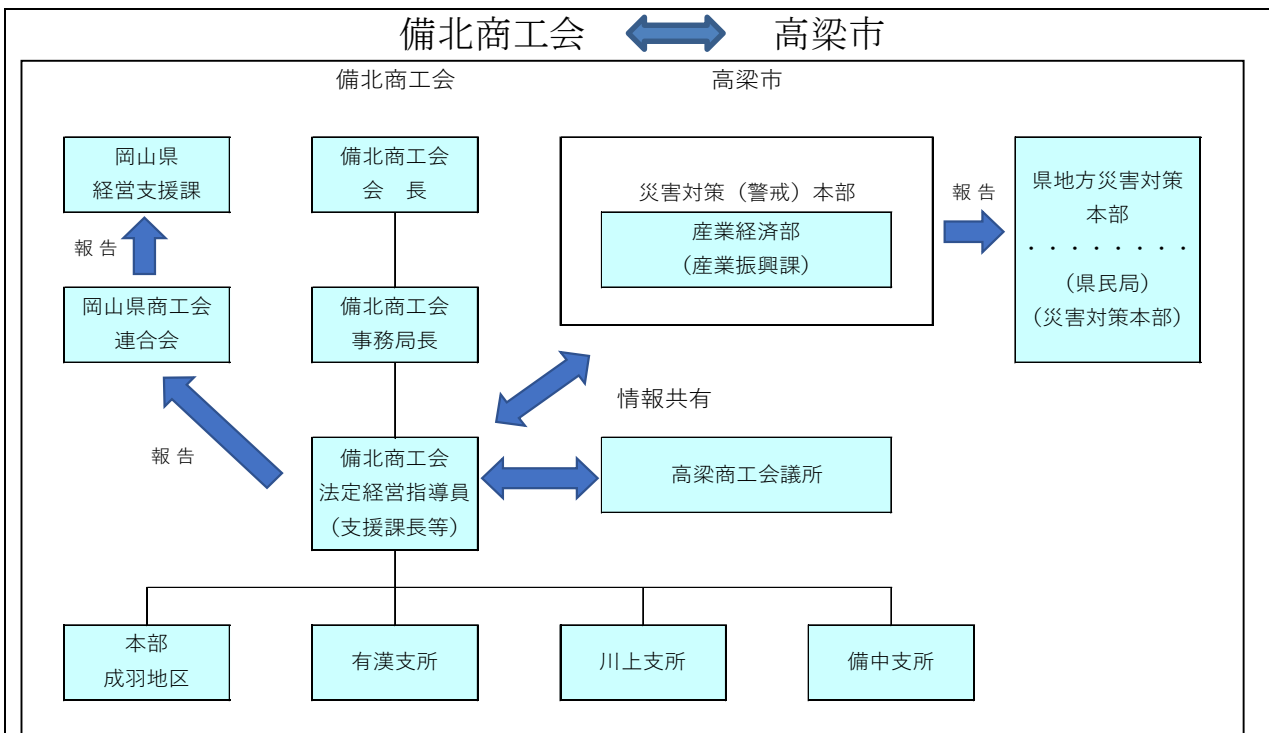 備北商工会 高梁市
備北商工会 高梁市
岡山県
経営支援課
備北商工会
会 長
災害対策（警戒）本部
産業経済部
(産業振興課)
報 告
県地方災害対策
本部
・・・・・・・・
(県民局)
(災害対策本部)
報 告
岡山県商工会
連合会
備北商工会
事務局長
情報共有
報 告
備北商工会
法定経営指導員
（支援課長等）
高梁商工会議所
本部
成羽地区
有漢支所
川上支所
備中支所